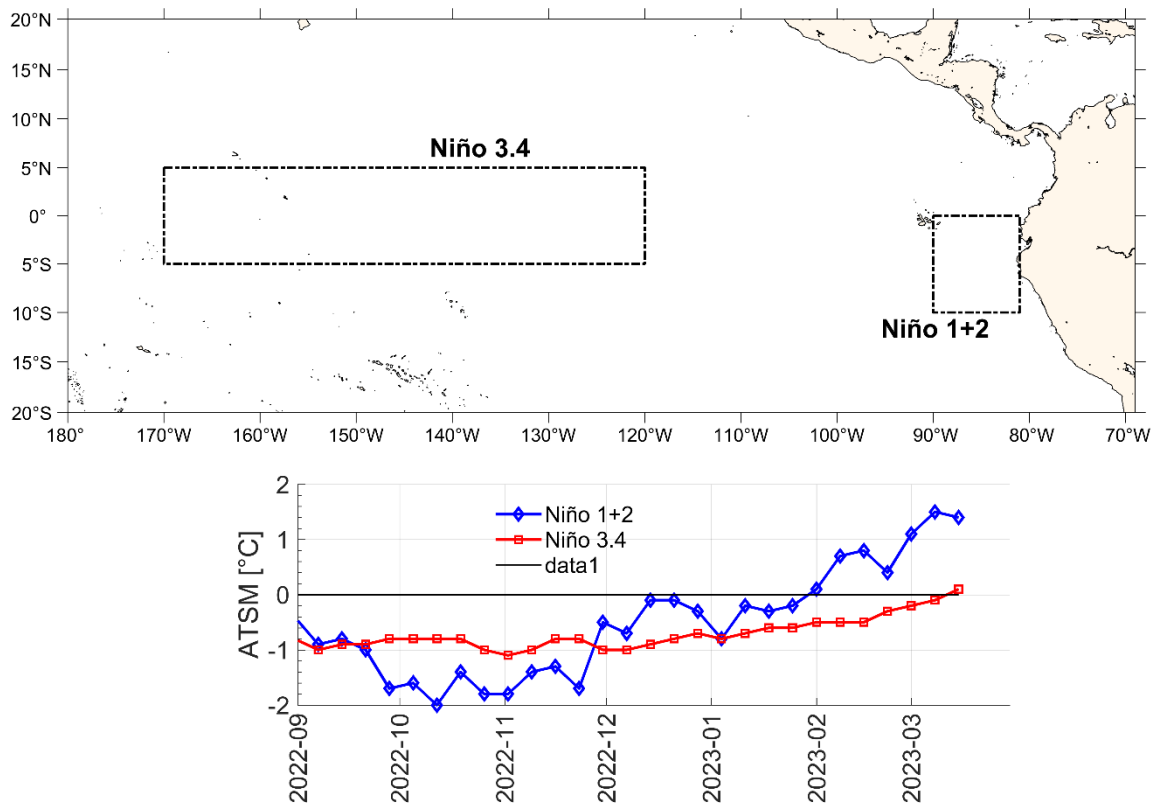 20°N
15°N
10°N
5°N
0°
5°S
10°S
15°S
20°S
Niño 3.4
Niño 1+2
180° 170°W 160°W 150°W 140°W 130°W 120°W 110°W 100°W 90°W 80°W 70°W
ATSM [°C]
2
1
0
-1
-2
Niño 1+2
Niño 3.4
data1
2022-09 2022-10 2022-11 2022-12 2023-01 2023-02 2023-03